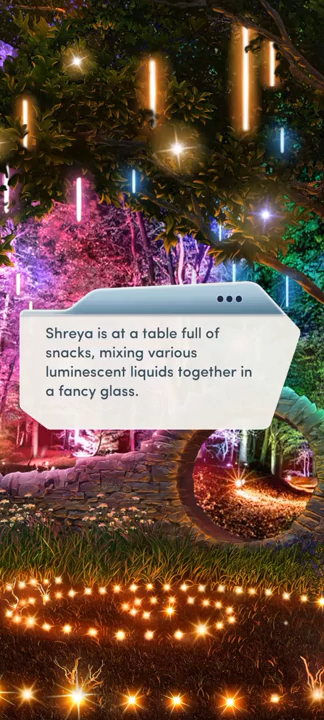 Shreya is at a table full of
snacks, mixing various
luminescent liquids together in
a fancy glass.